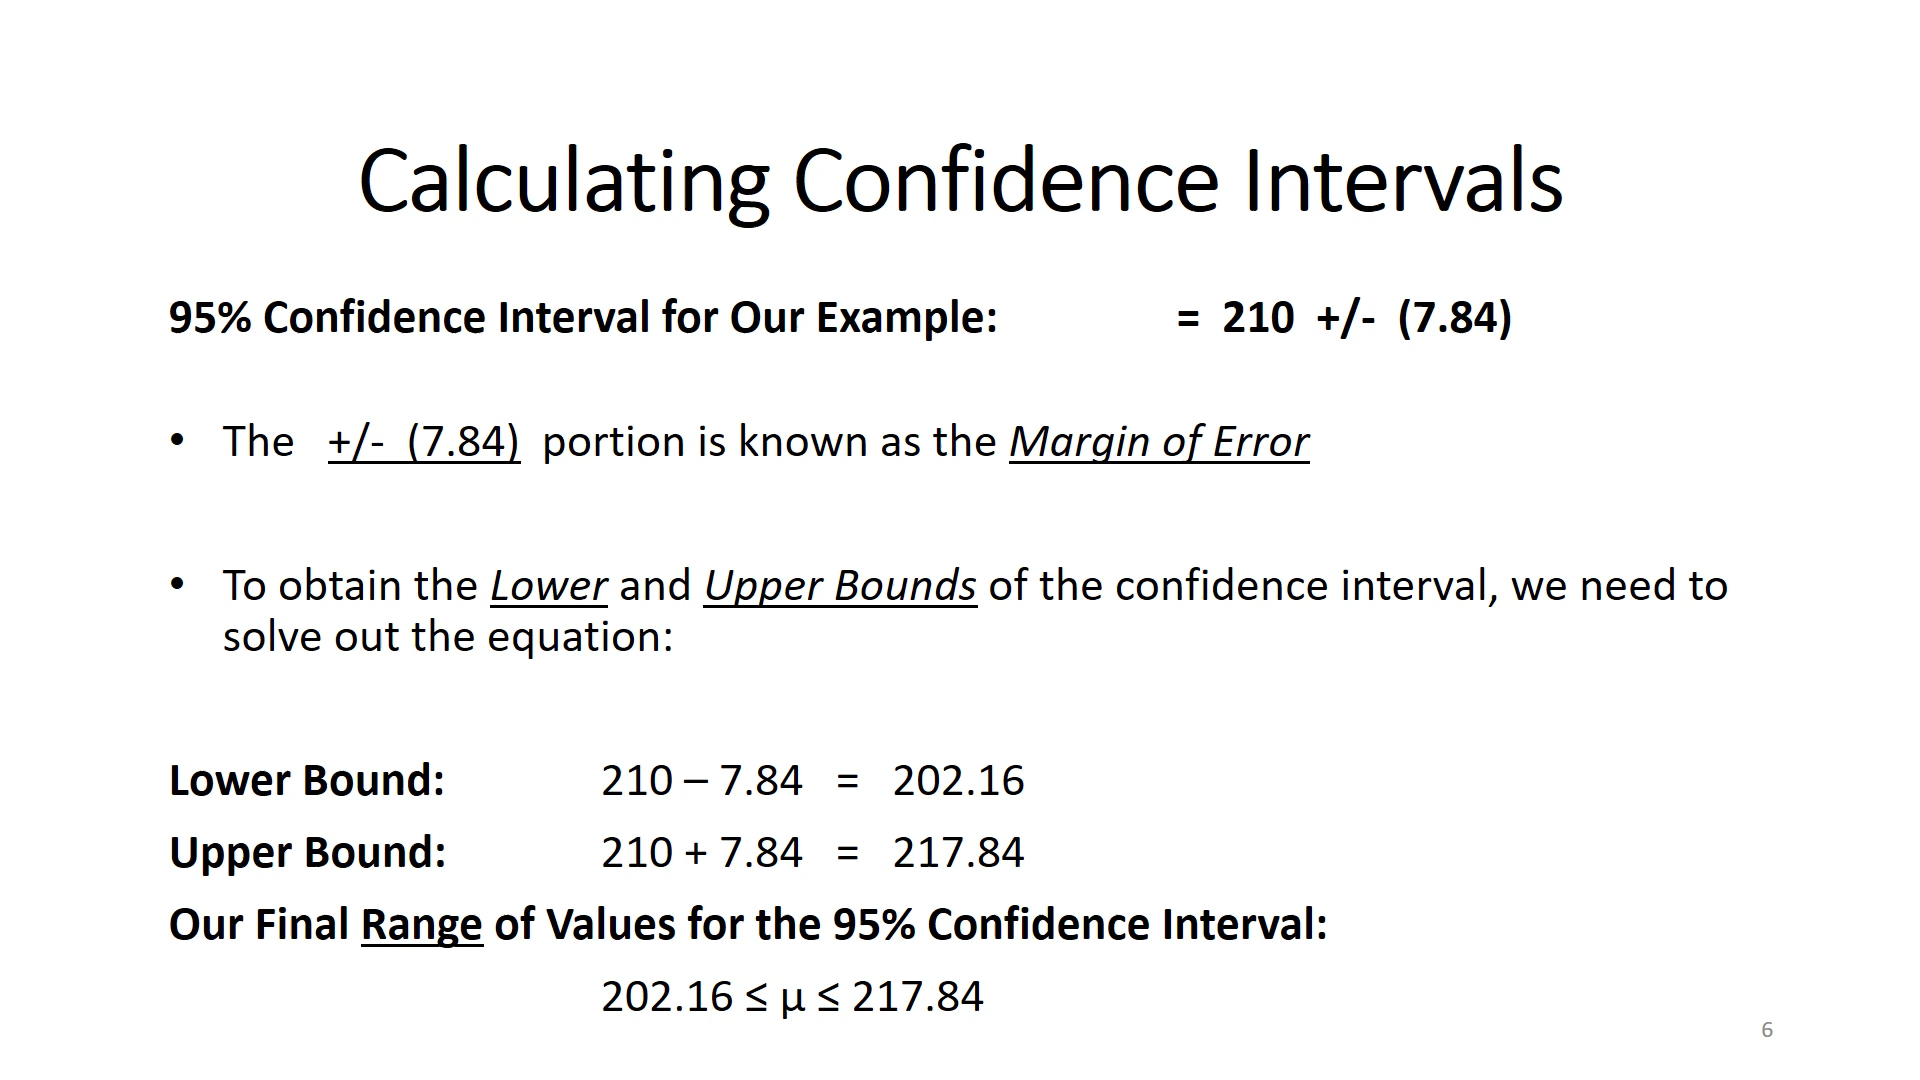 Calculating Confidence Intervals
95% Confidence Interval for Our Example: = 210 +/- (7.84)
• The +/- (7.84) portion is known as the Margin of Error
• To obtain the Lower and Upper Bounds of the confidence interval, we need to
solve out the equation:
Lower Bound: 210 – 7.84 = 202.16
Upper Bound: 210 + 7.84 = 217.84
Our Final Range of Values for the 95% Confidence Interval:
202.16 ≤ μ ≤ 217.84
6